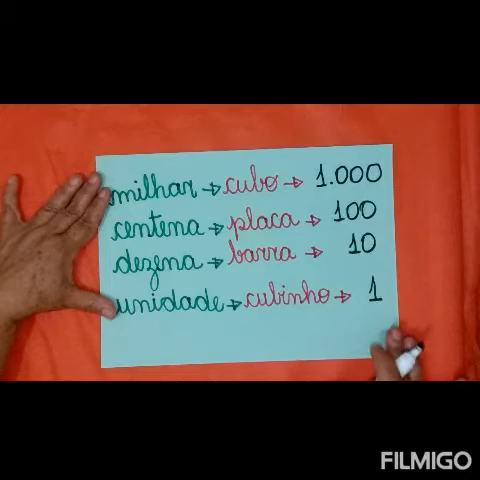 milhar → cubo → 1.000
centena → placa → 100
dezena → barra → 10
unidade → cubinho → 1
FILMIGO